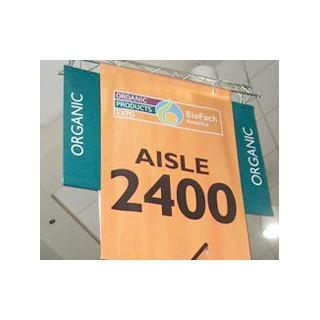 ORGANIC
ORGANIC
PRODUCTS
EXPO
BioFach
America
AISLE
2400
ORGANIC